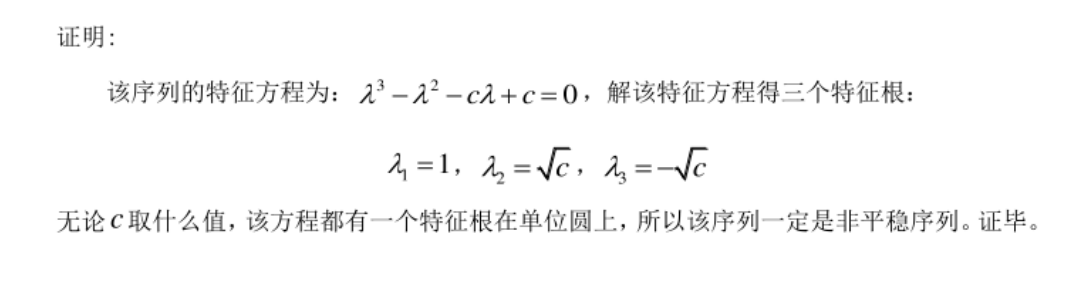 证明：
该序列的特征方程为：λ³－λ²－cλ＋c＝0，解该特征方程得三个特征根：
λ₁＝1，λ₂＝√c，λ₃＝－√c
无论c取什么值，该方程都有一个特征根在单位圆上，所以该序列一定是非平稳序列。证毕。